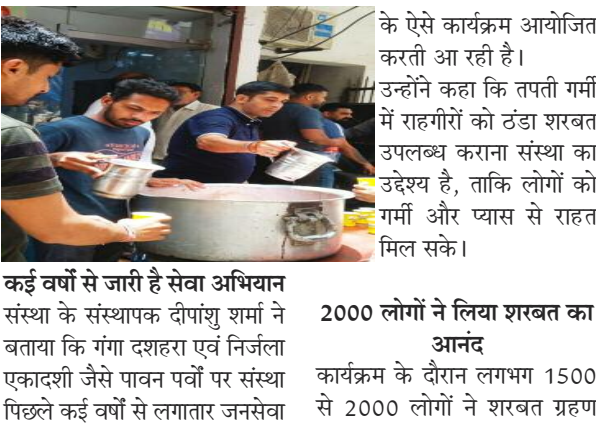 कई वर्षों से जारी है सेवा अभियान
संस्था के संस्थापक दीपांशु शर्मा ने
बताया कि गंगा दशहरा एवं निर्जला
एकादशी जैसे पावन पर्वों पर संस्था
पिछले कई वर्षों से लगातार जनसेवा
के ऐसे कार्यक्रम आयोजित
करती आ रही है।
उन्होंने कहा कि तपती गर्मी
में राहगीरों को ठंडा शरबत
उपलब्ध कराना संस्था का
उद्देश्य है, ताकि लोगों को
गर्मी और प्यास से राहत
मिल सके।
2000 लोगों ने लिया शरबत का
आनंद
कार्यक्रम के दौरान लगभग 1500
से 2000 लोगों ने शरबत ग्रहण